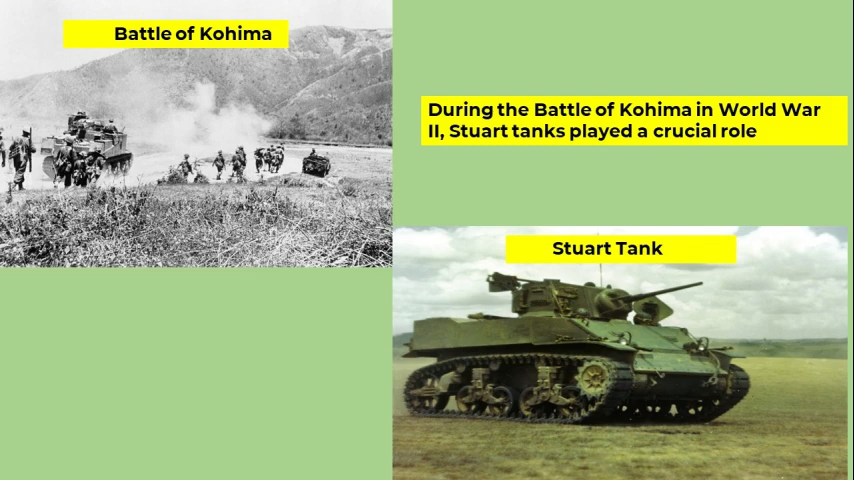 Battle of Kohima
During the Battle of Kohima in World War
II, Stuart tanks played a crucial role
Stuart Tank